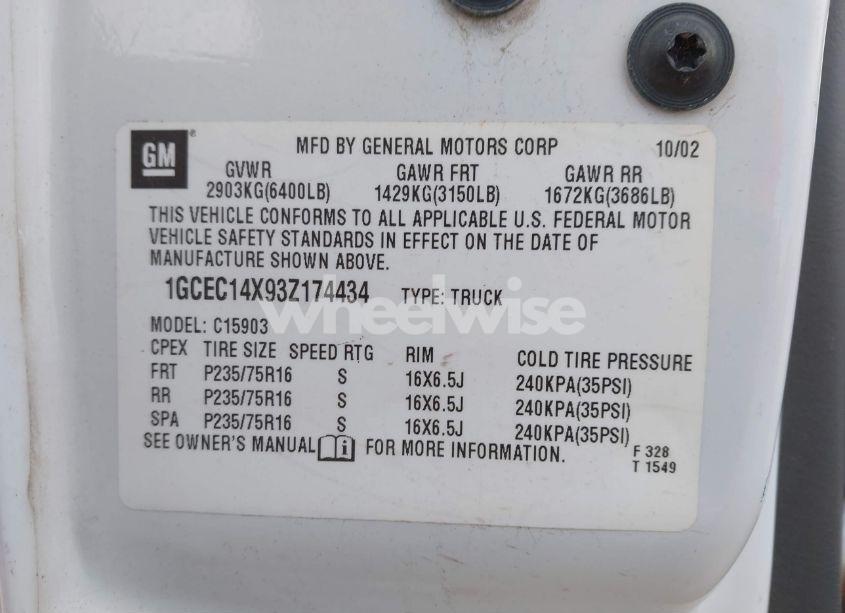 GM ®
MFD BY GENERAL MOTORS CORP 10/02
GVWR GAWR FRT GAWR RR
2903KG(6400LB) 1429KG(3150LB) 1672KG(3686LB)
THIS VEHICLE CONFORMS TO ALL APPLICABLE U.S. FEDERAL MOTOR
VEHICLE SAFETY STANDARDS IN EFFECT ON THE DATE OF
MANUFACTURE SHOWN ABOVE.
1GCEC14X93Z174434 TYPE: TRUCK
wheelwise
MODEL: C15903
CPEX TIRE SIZE SPEED RTG RIM COLD TIRE PRESSURE
FRT P235/75R16 S 16X6.5J 240KPA(35PSI)
RR P235/75R16 S 16X6.5J 240KPA(35PSI)
SPA P235/75R16 S 16X6.5J 240KPA(35PSI)
SEE OWNER'S MANUAL i FOR MORE INFORMATION.
F 328
T 1549